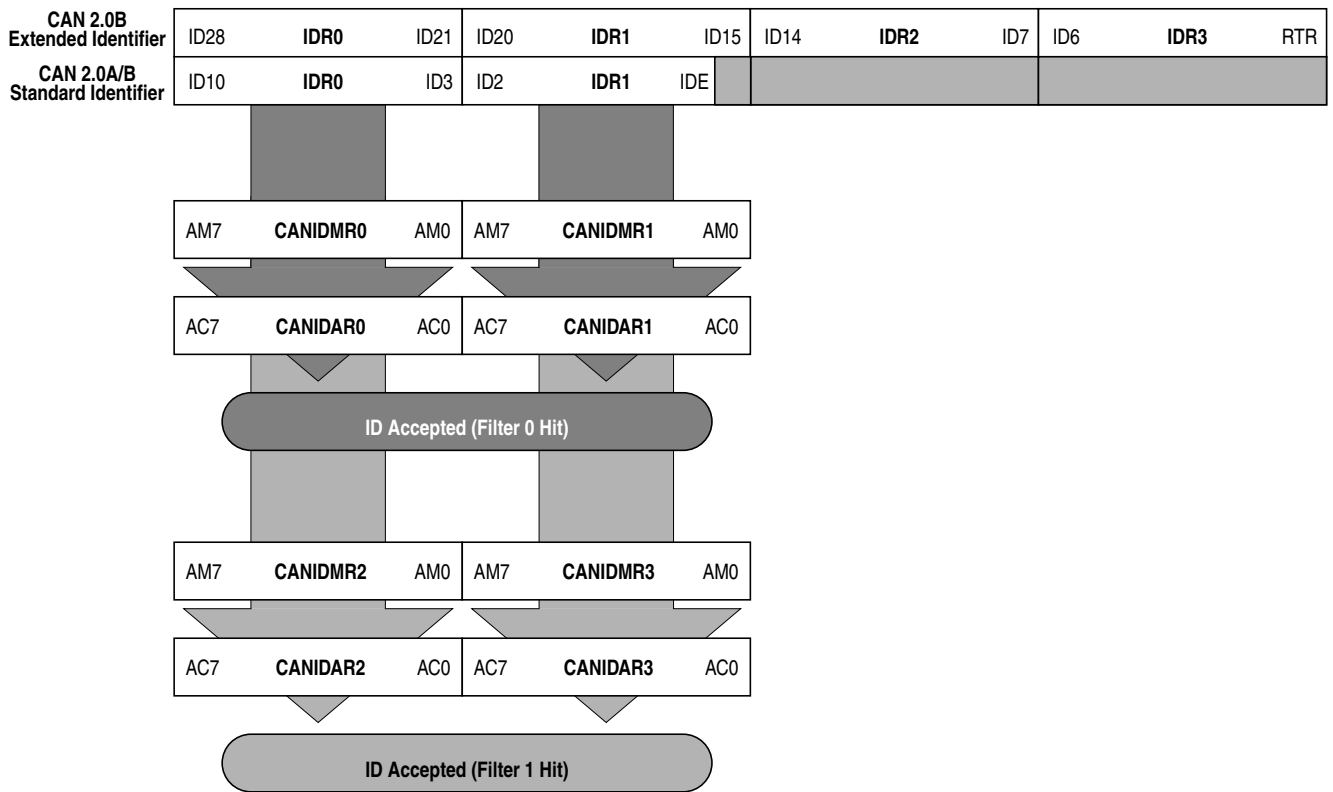 CAN 2.0B
Extended Identifier ID28 IDR0 ID21 ID20 IDR1 ID15 ID14 IDR2 ID7 ID6 IDR3 RTR
CAN 2.0A/B
Standard Identifier ID10 IDR0 ID3 ID2 IDR1 IDE
AM7 CANIDMR0 AM0 AM7 CANIDMR1 AM0
AC7 CANIDAR0 AC0 AC7 CANIDAR1 AC0
ID Accepted (Filter 0 Hit)
AM7 CANIDMR2 AM0 AM7 CANIDMR3 AM0
AC7 CANIDAR2 AC0 AC7 CANIDAR3 AC0
ID Accepted (Filter 1 Hit)